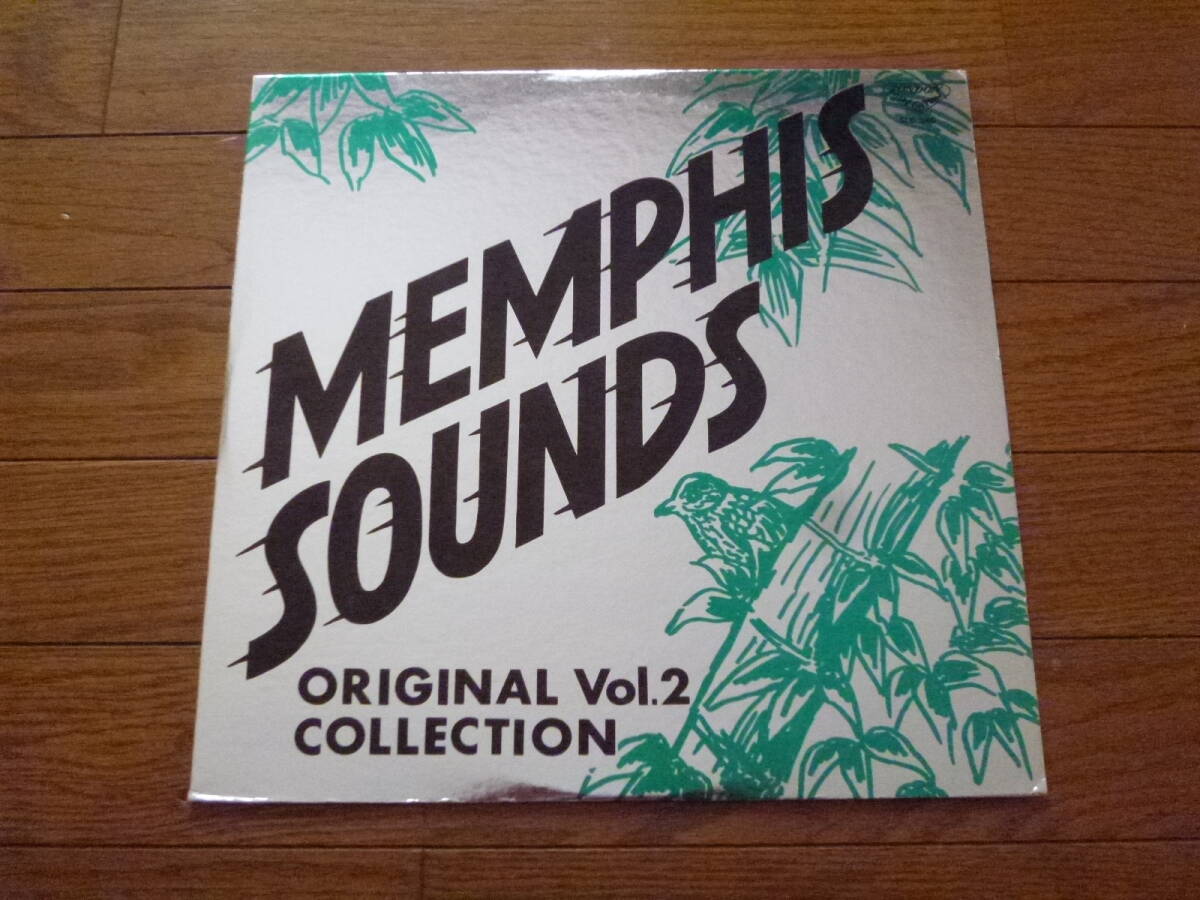 MEMPHIS
SOUNDS
ORIGINAL Vol.2
COLLECTION